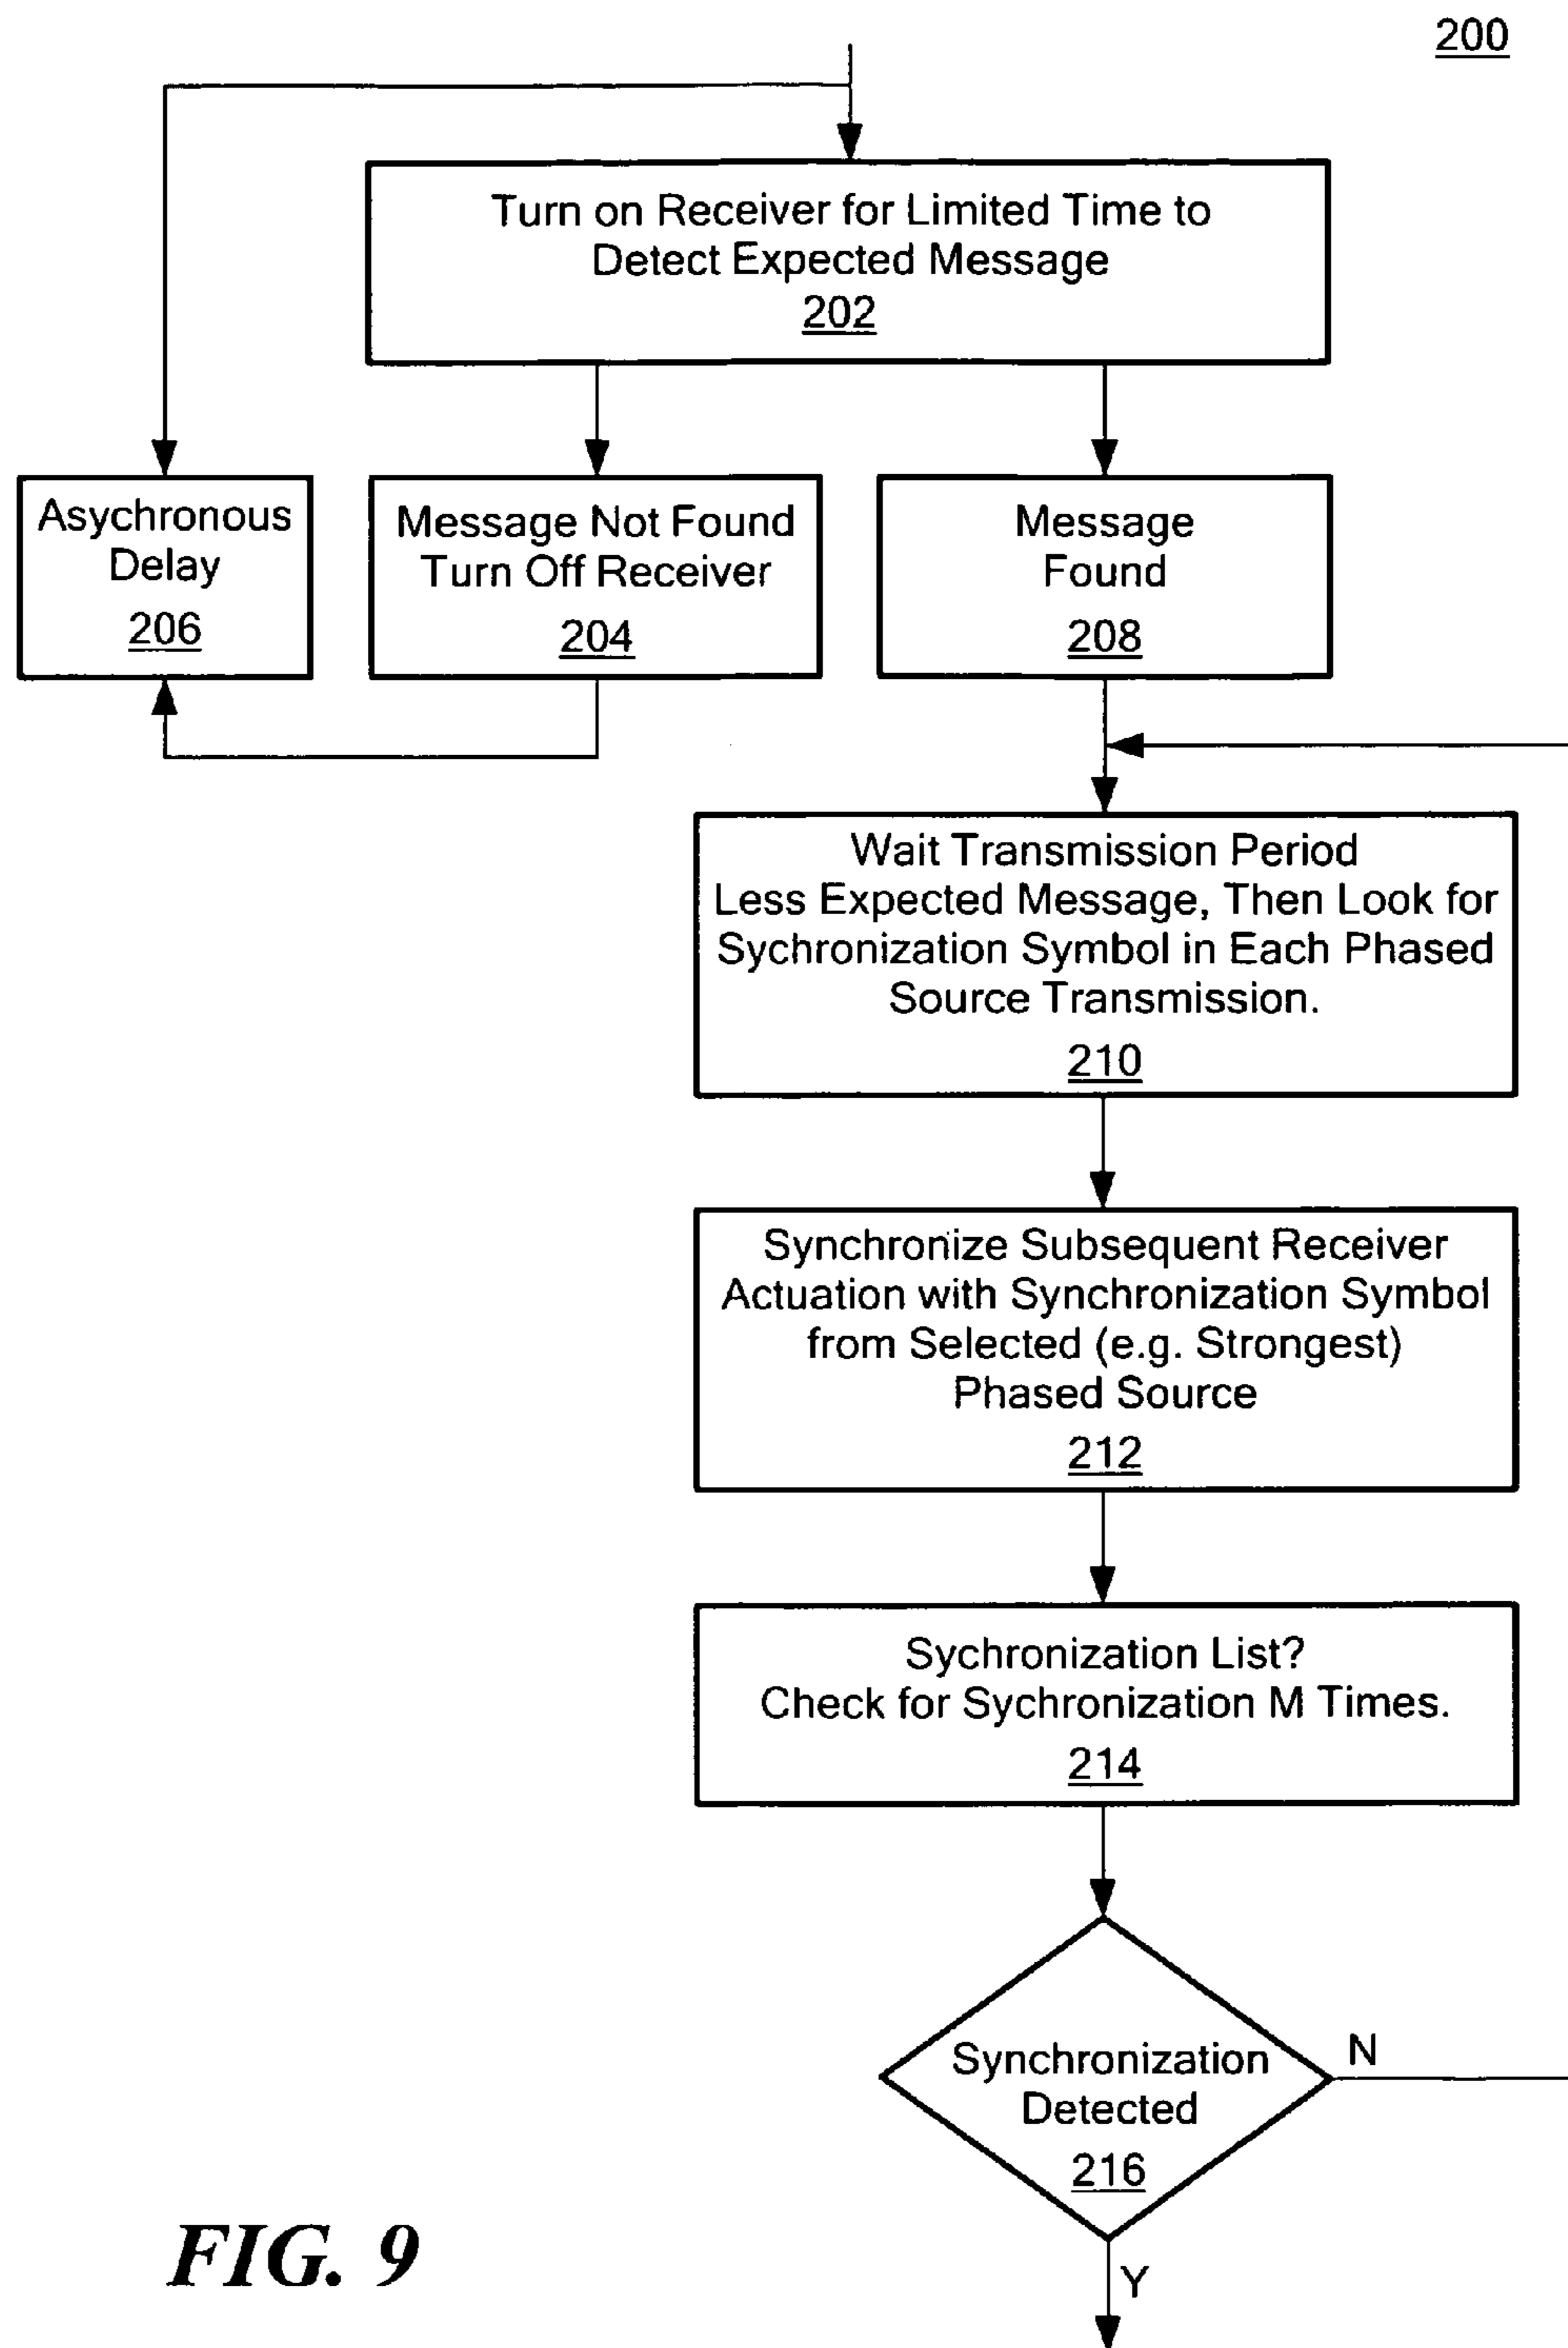 200
Turn on Receiver for Limited Time to
Detect Expected Message
202
Asychronous
Delay
206
Message Not Found
Turn Off Receiver
204
Message
Found
208
Wait Transmission Period
Less Expected Message, Then Look for
Sychronization Symbol in Each Phased
Source Transmission.
210
Synchronize Subsequent Receiver
Actuation with Synchronization Symbol
from Selected (e.g. Strongest)
Phased Source
212
Sychronization List?
Check for Sychronization M Times.
214
Synchronization
Detected
216
N
Y
FIG. 9